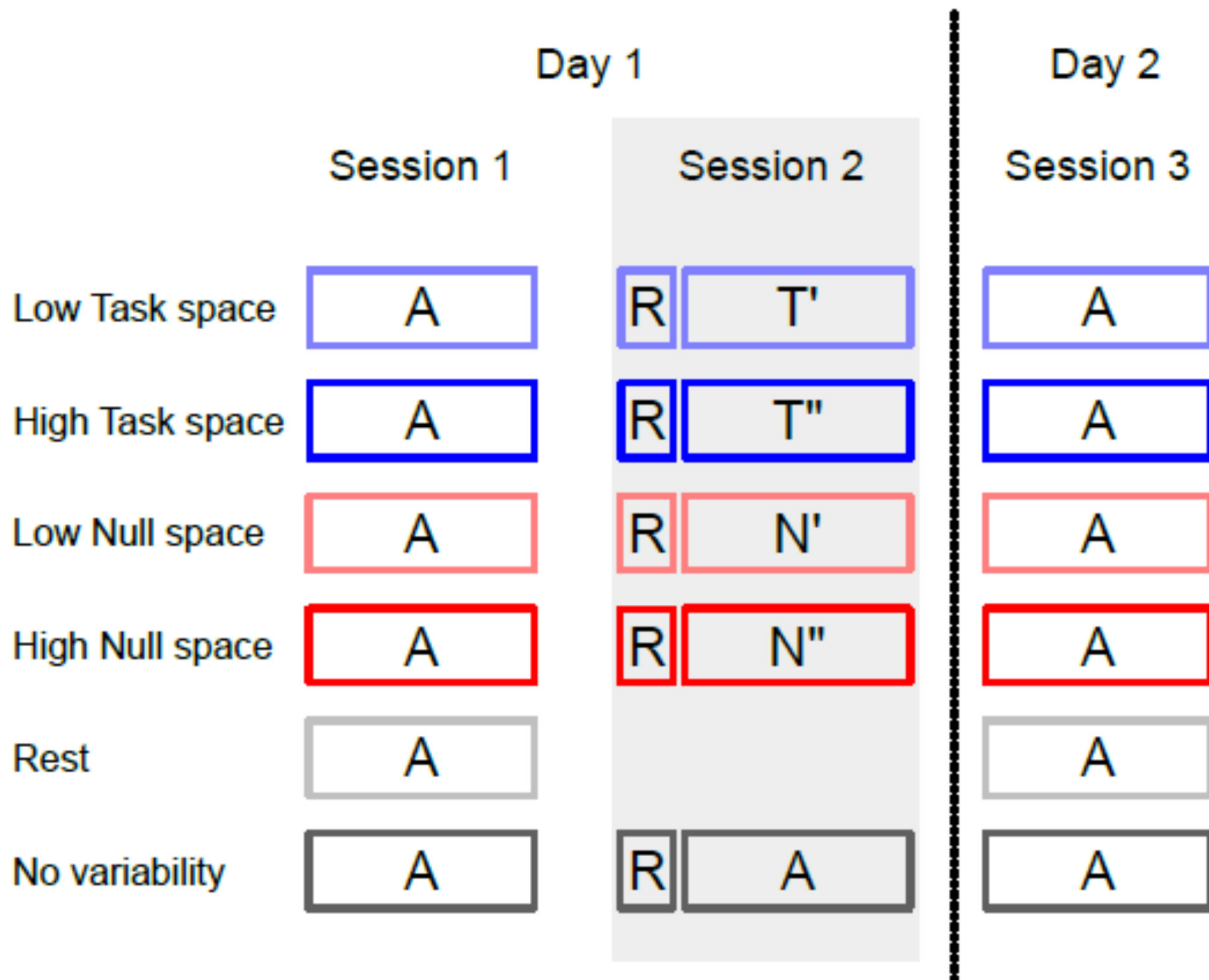 Day 1 Day 2
Session 1 Session 2 Session 3
Low Task space A R T' A
High Task space A R T" A
Low Null space A R N' A
High Null space A R N" A
Rest A A
No variability A R A A